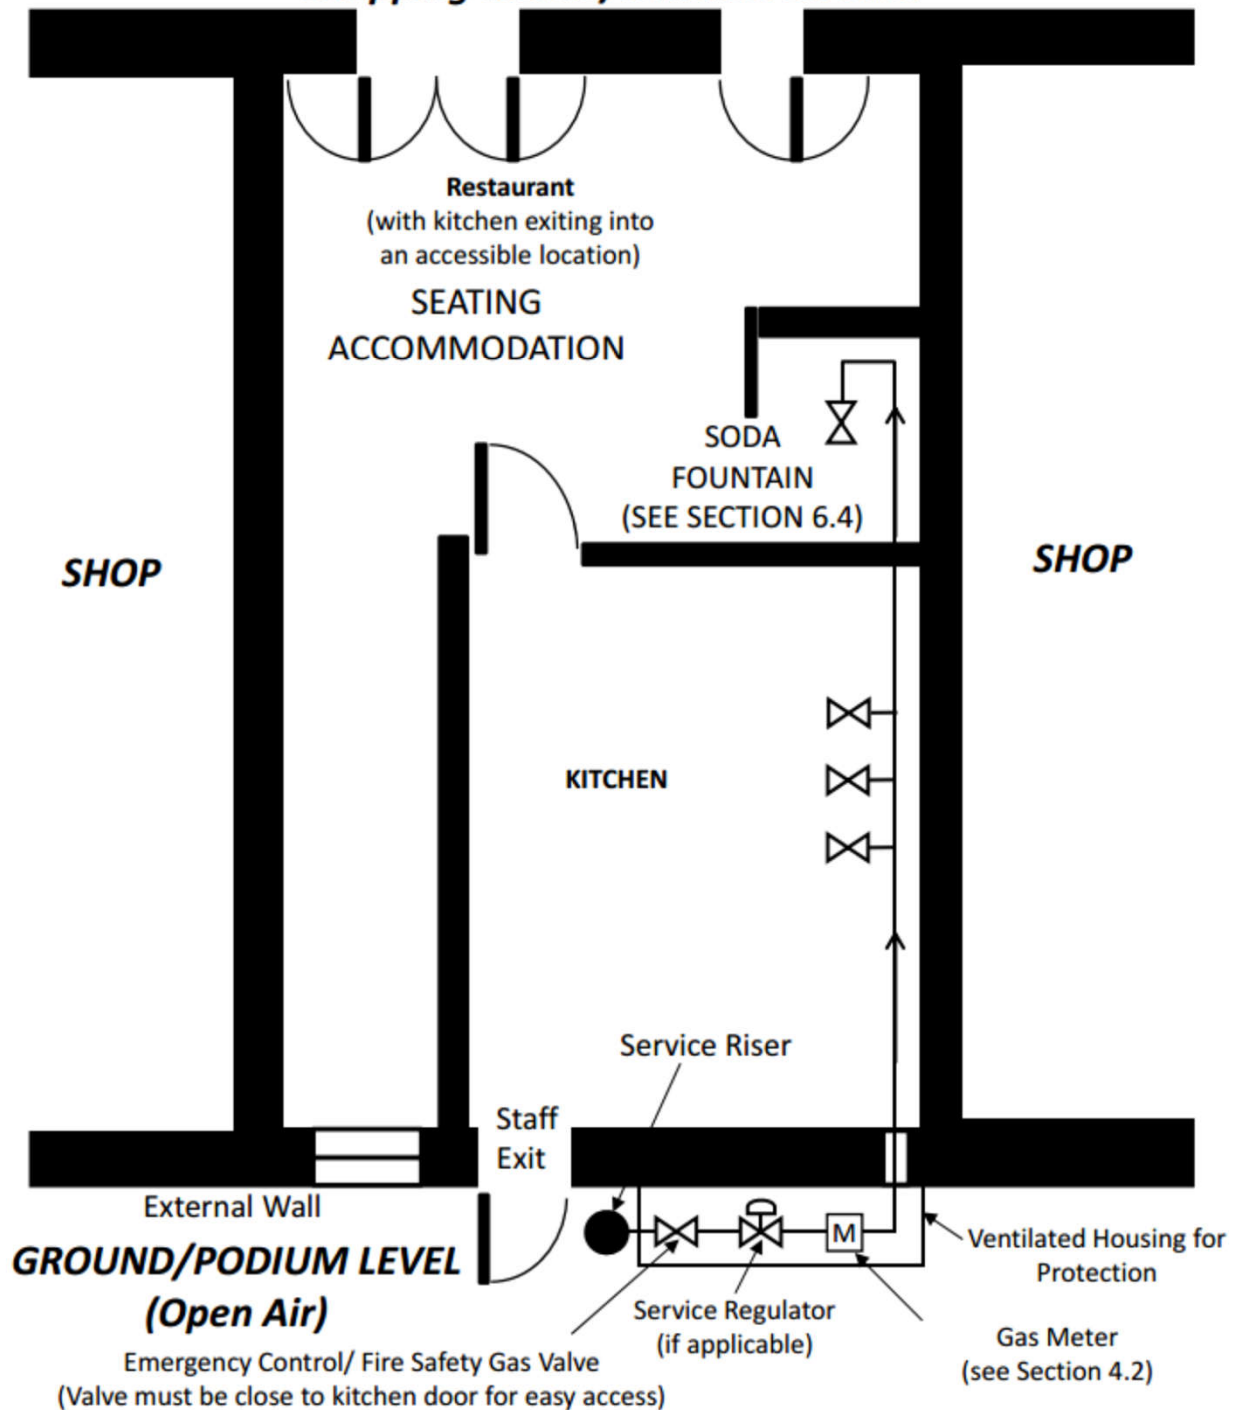 Restaurant
(with kitchen exiting into
an accessible location)
SEATING
ACCOMMODATION
SODA
FOUNTAIN
(SEE SECTION 6.4)
SHOP
SHOP
KITCHEN
Service Riser
Staff
Exit
External Wall
GROUND/PODIUM LEVEL
(Open Air)
M
Ventilated Housing for
Protection
Service Regulator
(if applicable)
Gas Meter
(see Section 4.2)
Emergency Control/ Fire Safety Gas Valve
(Valve must be close to kitchen door for easy access)